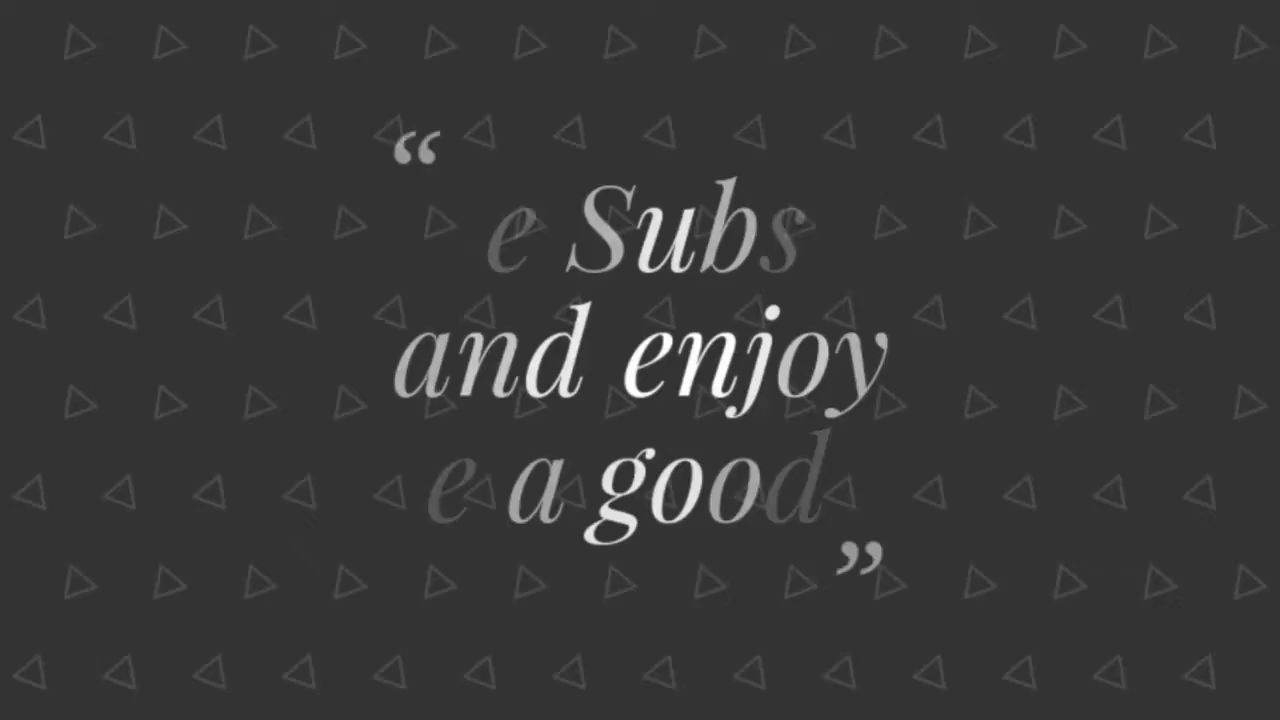 “
e Subs
and enjoy
e a good
”